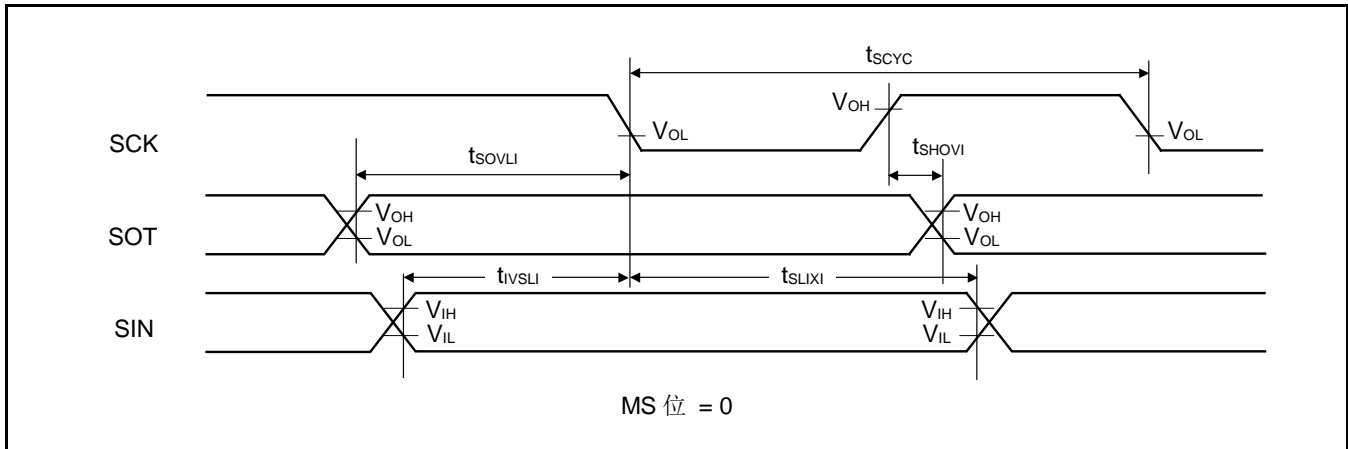 tSCYC
VOH
SCK
VOL
VOL
tSHOVI
tSOVLI
VOH
VOH
SOT
VOL
VOL
tIVSLI
tSLIXI
VIH
VIH
SIN
VIL
VIL
MS 位 = 0